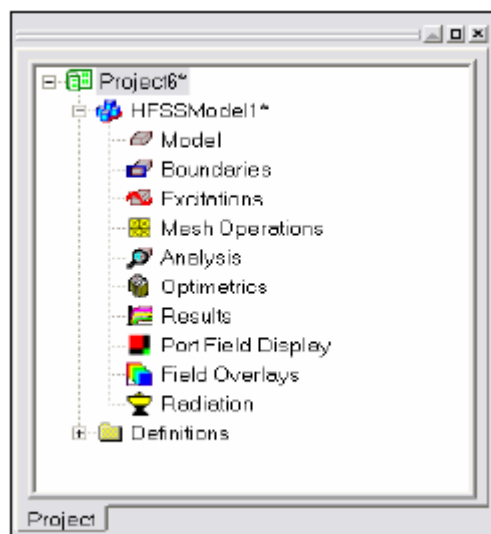 Project6*
HFSSModel1*
Model
Boundaries
Excitations
Mesh Operations
Analysis
Optimetrics
Results
Port Field Display
Field Overlays
Radiation
Definitions
Project